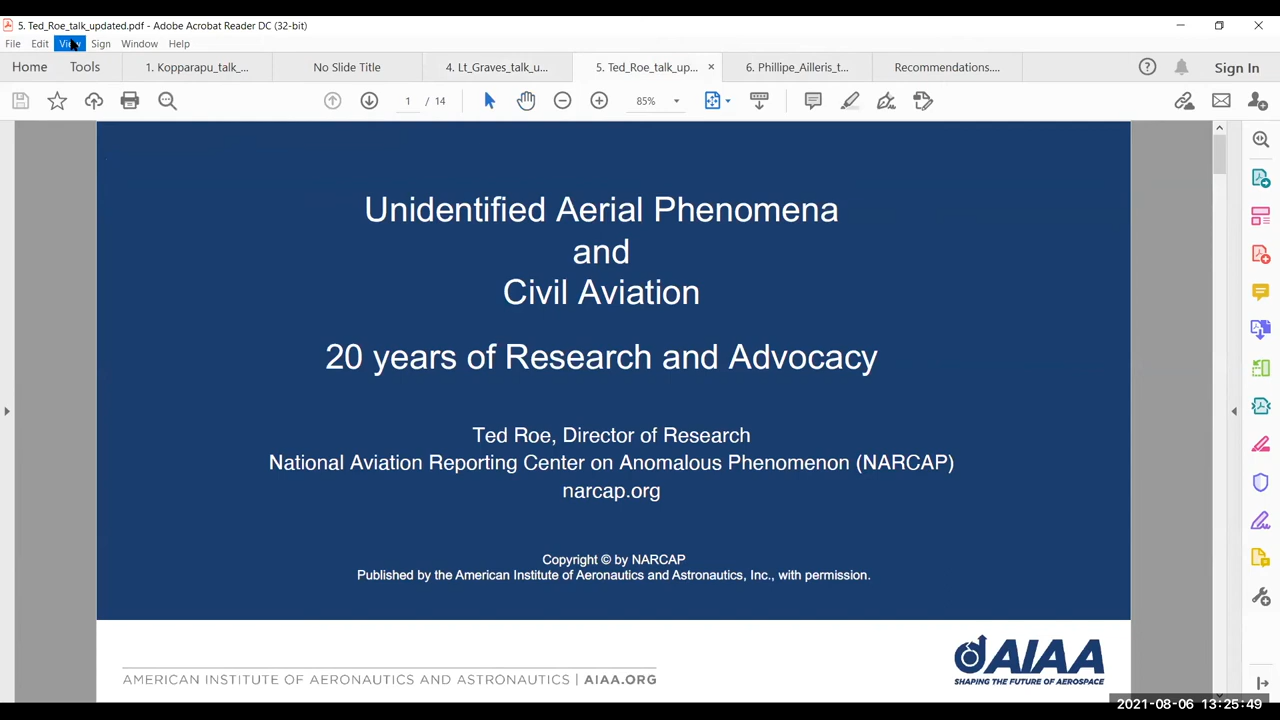 5. Ted_Roe_talk_updated.pdf - Adobe Acrobat Reader DC (32-bit)
File Edit View Sign Window Help
Home Tools 1. Kopparapu_talk_... No Slide Title 4. Lt_Graves_talk_u... 5. Ted_Roe_talk_up... × 6. Phillipe_Ailleris_t... Recommendations.... Sign In
1 / 14 85%
Unidentified Aerial Phenomena
and
Civil Aviation
20 years of Research and Advocacy
Ted Roe, Director of Research
National Aviation Reporting Center on Anomalous Phenomenon (NARCAP)
narcap.org
Copyright © by NARCAP
Published by the American Institute of Aeronautics and Astronautics, Inc., with permission.
AMERICAN INSTITUTE OF AERONAUTICS AND ASTRONAUTICS | AIAA.ORG
AIAA
SHAPING THE FUTURE OF AEROSPACE
2021-08-06 13:25:49